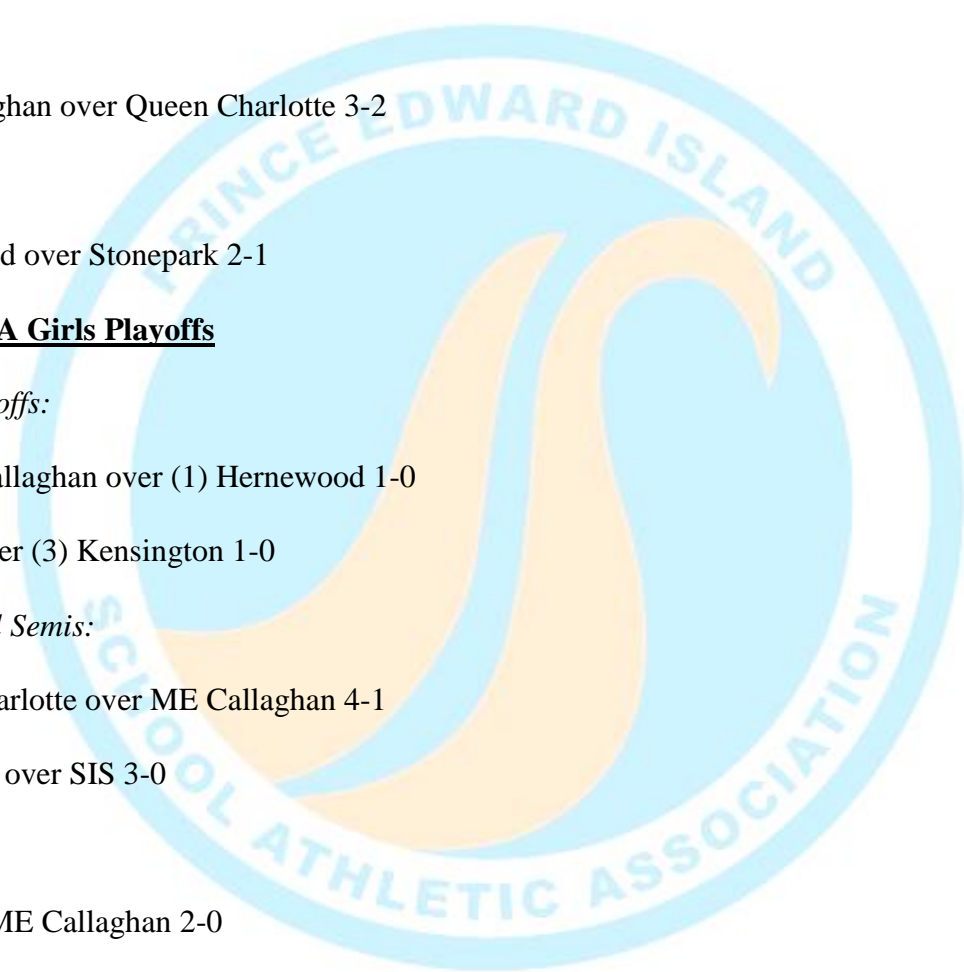 ghan over Queen Charlotte 3-2
d over Stonepark 2-1
A Girls Playoffs
offs:
allaghan over (1) Hernewood 1-0
er (3) Kensington 1-0
Semis:
arlotte over ME Callaghan 4-1
over SIS 3-0
ME Callaghan 2-0
PRINCE EDWARD ISLAND
SCHOOL ATHLETIC ASSOCIATION